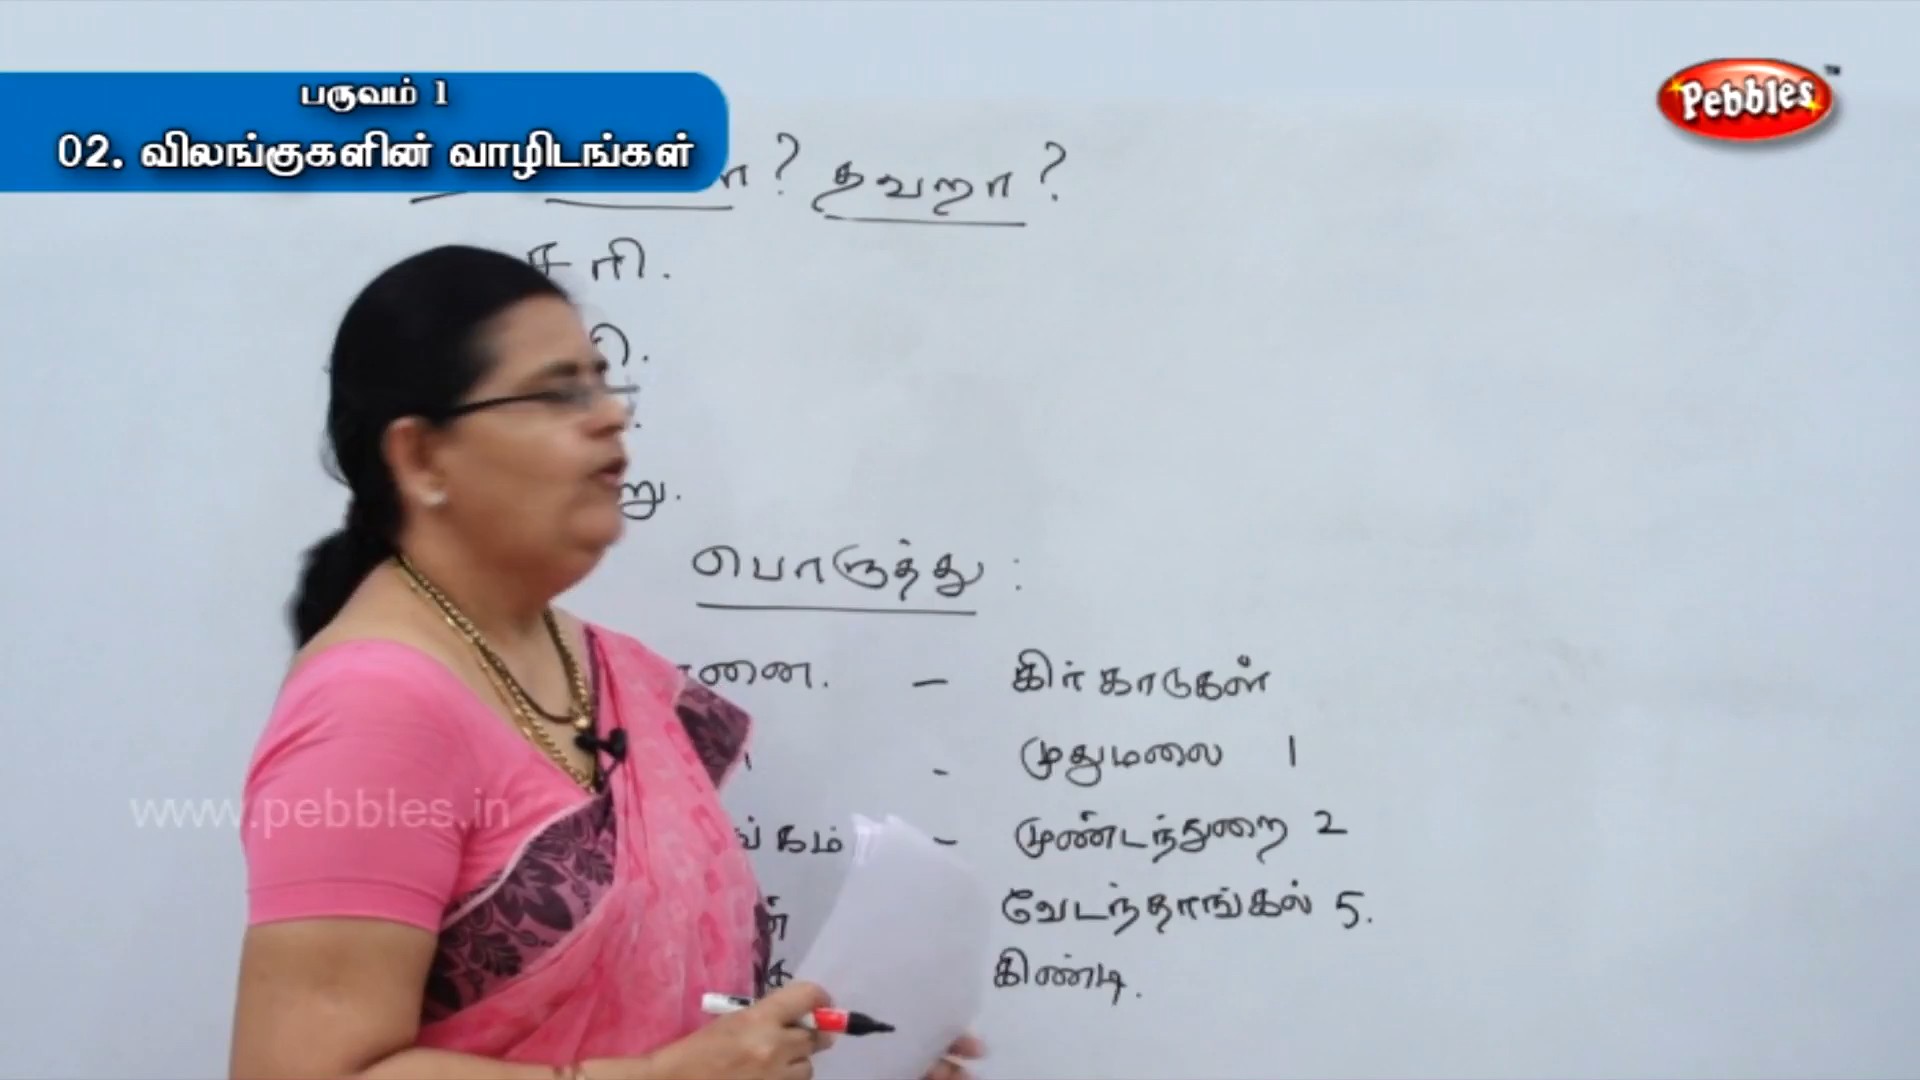 பருவம் 1
02. விலங்குகளின் வாழிடங்கள்
Pebbles
? தவறா ?
சரி.
பொருத்து :
- கிர் காடுகள்
- முதுமலை 1
- முண்டந்துறை 2
வேடந்தாங்கல் 5.
கிண்டி.
www.pebbles.in